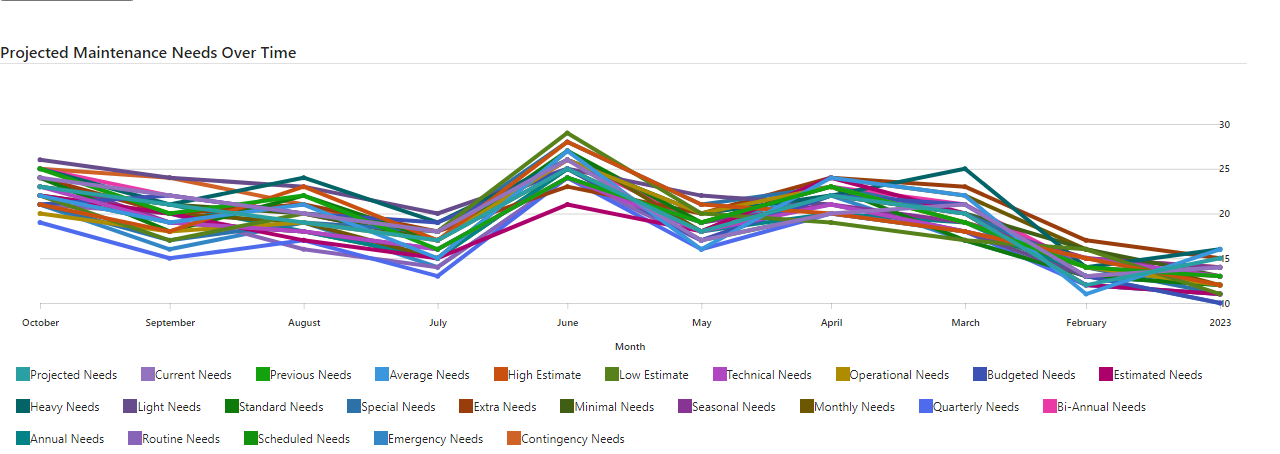 Projected Maintenance Needs Over Time
30
25
20
15
10
October September August July June May April March February 2023
Month
Projected Needs Current Needs Previous Needs Average Needs High Estimate Low Estimate Technical Needs Operational Needs Budgeted Needs Estimated Needs
Heavy Needs Light Needs Standard Needs Special Needs Extra Needs Minimal Needs Seasonal Needs Monthly Needs Quarterly Needs Bi-Annual Needs
Annual Needs Routine Needs Scheduled Needs Emergency Needs Contingency Needs